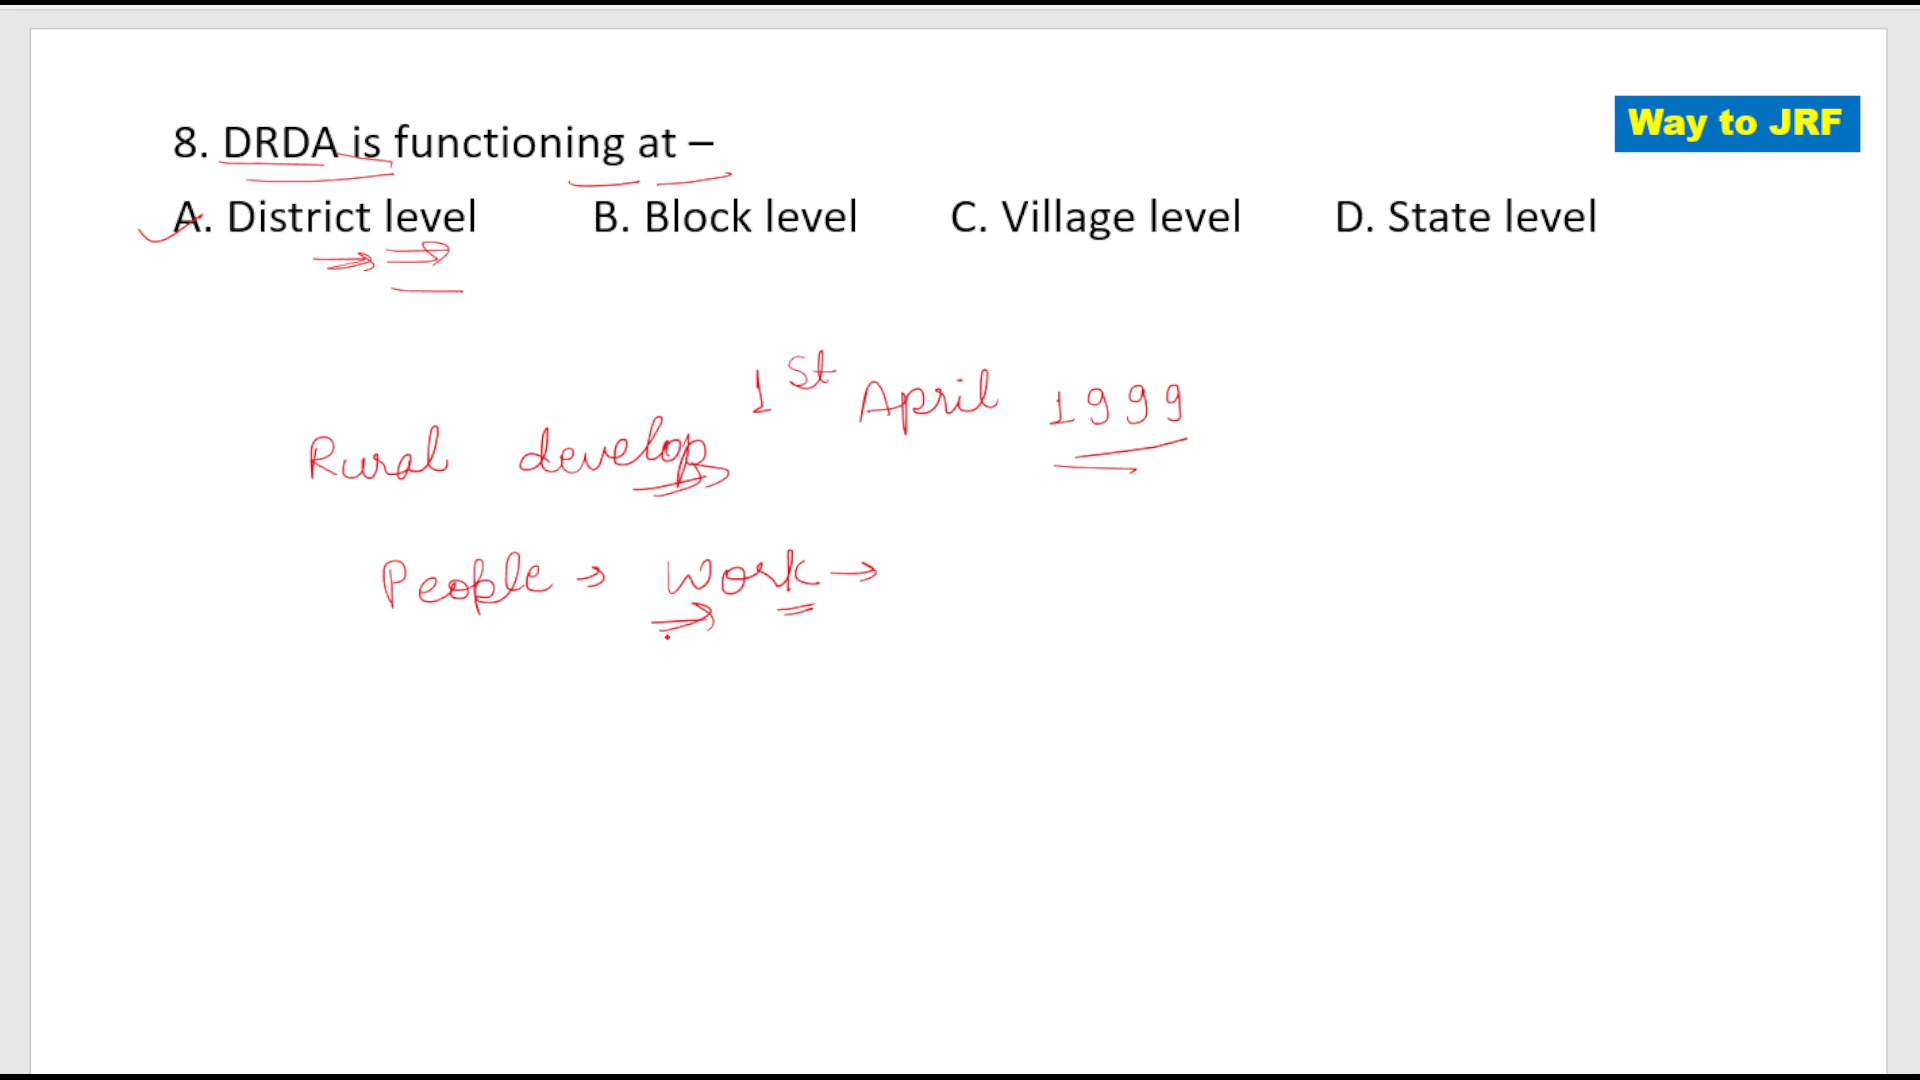 Way to JRF
8. DRDA is functioning at –
A. District level B. Block level C. Village level D. State level
1st April 1999
Rural develop
People → Work →